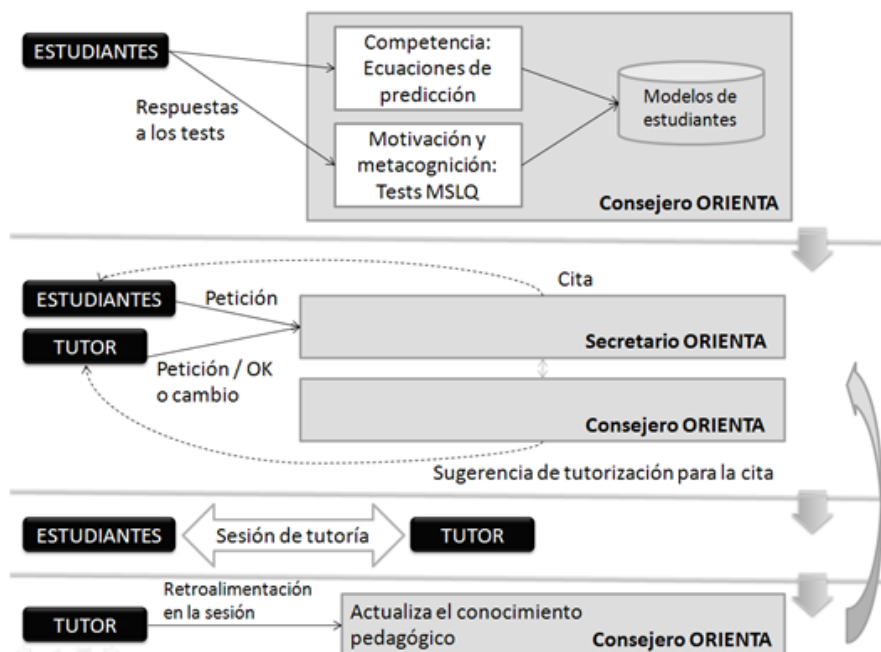 ESTUDIANTES
Respuestas
a los tests
Competencia:
Ecuaciones de
predicción
Motivación y
metacognición:
Tests MSLQ
Modelos de
estudiantes
Consejero ORIENTA
ESTUDIANTES
Petición
Cita
TUTOR
Secretario ORIENTA
Petición / OK
o cambio
Consejero ORIENTA
Sugerencia de tutorización para la cita
ESTUDIANTES
Sesión de tutoría
TUTOR
Retroalimentación
en la sesión
TUTOR
Actualiza el conocimiento
pedagógico
Consejero ORIENTA